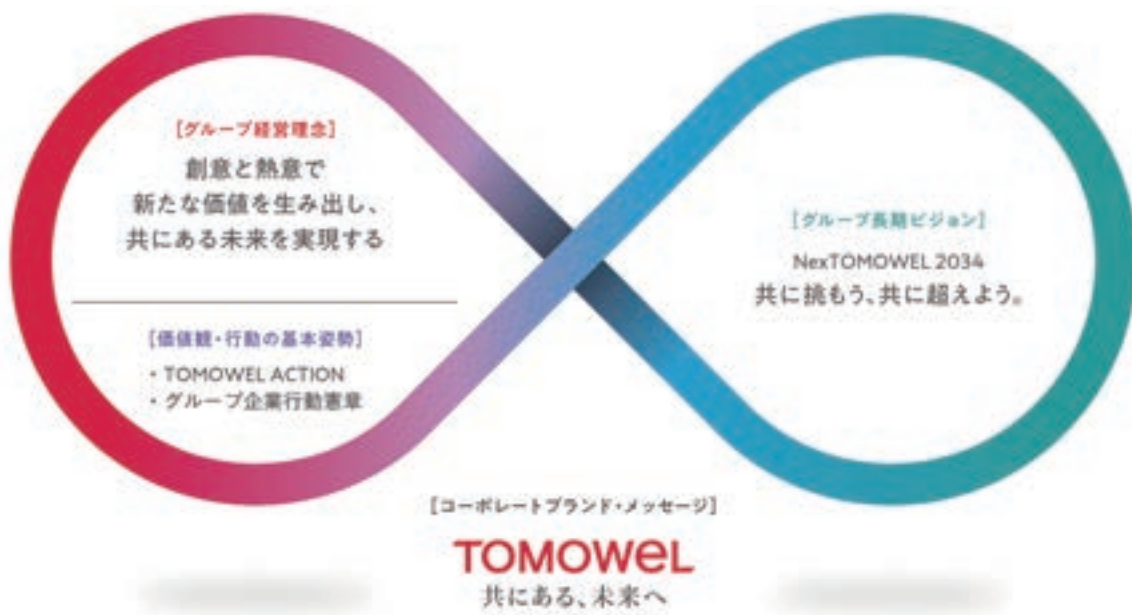 [グループ経営理念]
創意と熱意で
新たな価値を生み出し、
共にある未来を実現する
[価値観・行動の基本姿勢]
・TOMOWEL ACTION
・グループ企業行動憲章
[グループ長期ビジョン]
NexTOMOWEL 2034
共に挑もう、共に超えよう。
[コーポレートブランド・メッセージ]
TOMOWeL
共にある、未来へ